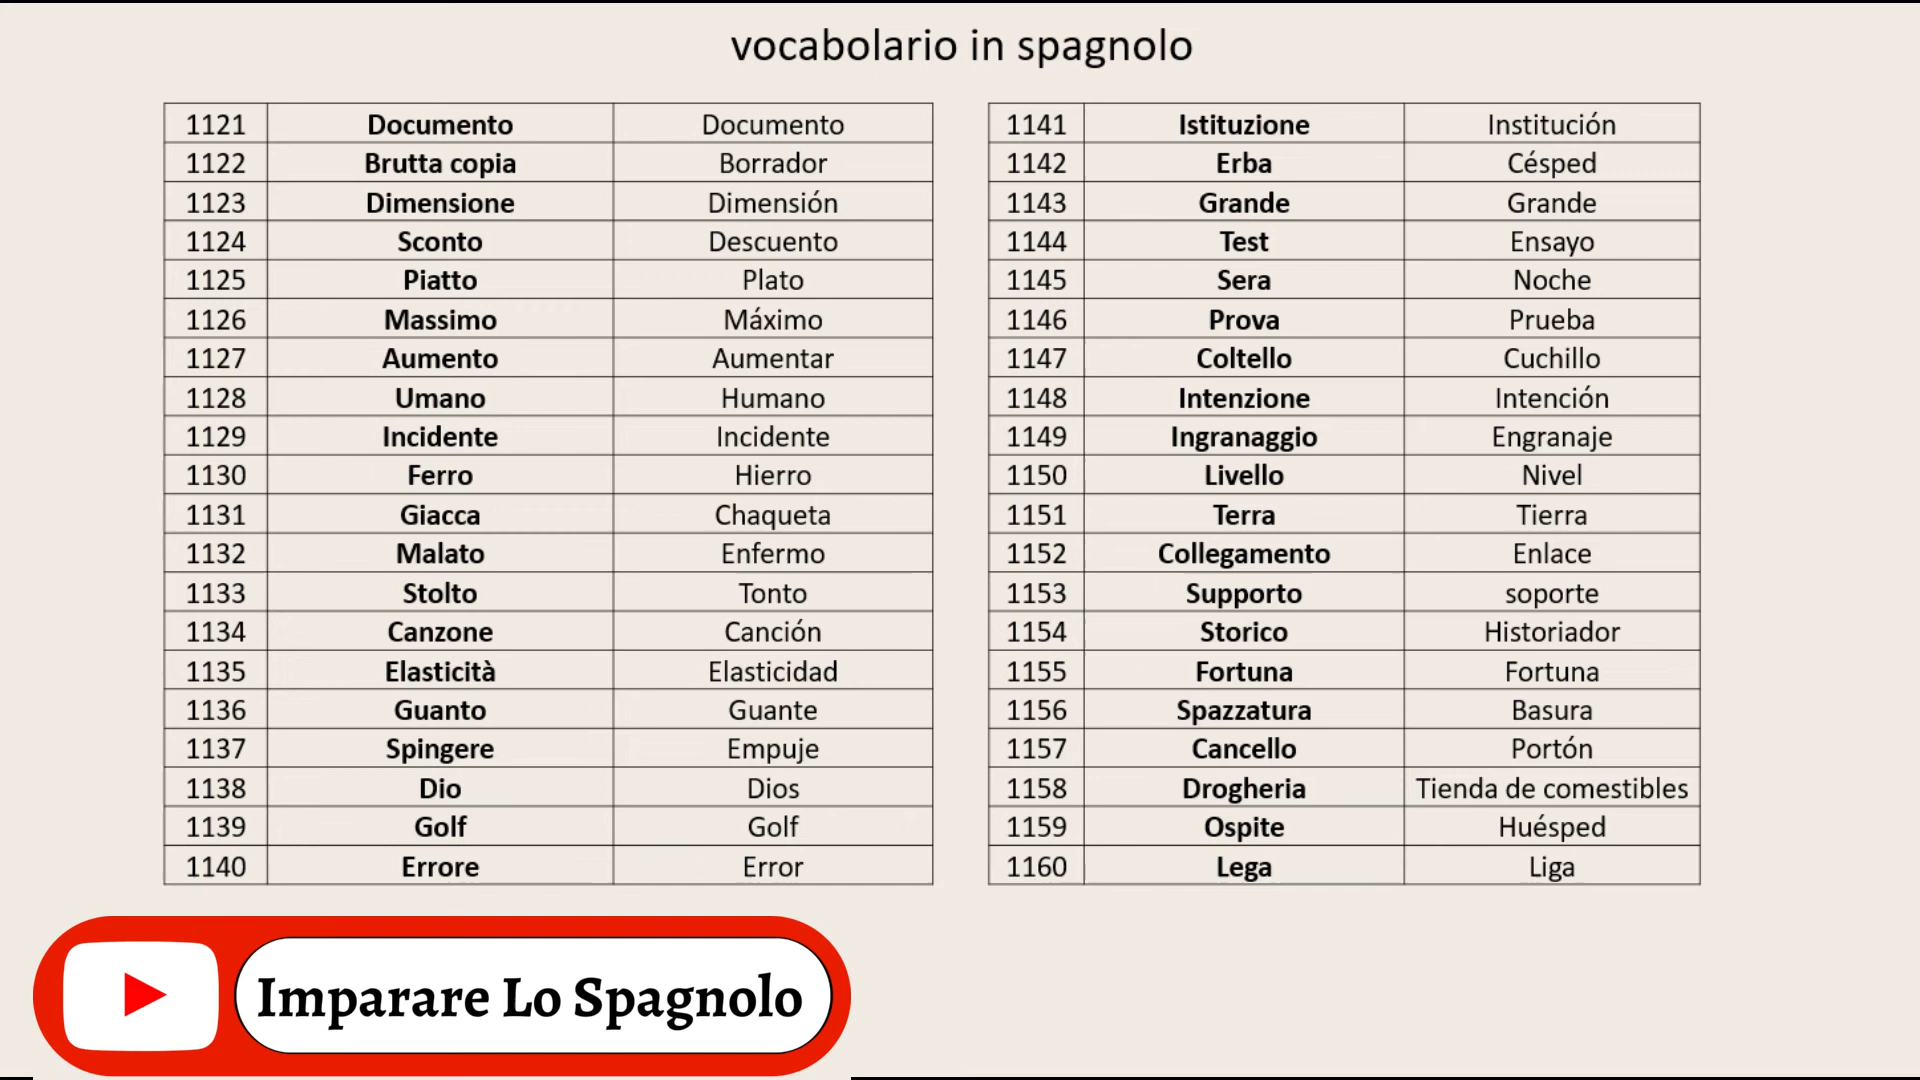 vocabolario in spagnolo
1121 Documento Documento
1122 Brutta copia Borrador
1123 Dimensione Dimensión
1124 Sconto Descuento
1125 Piatto Plato
1126 Massimo Máximo
1127 Aumento Aumentar
1128 Umano Humano
1129 Incidente Incidente
1130 Ferro Hierro
1131 Giacca Chaqueta
1132 Malato Enfermo
1133 Stolto Tonto
1134 Canzone Canción
1135 Elasticità Elasticidad
1136 Guanto Guante
1137 Spingere Empuje
1138 Dio Dios
1139 Golf Golf
1140 Errore Error
1141 Istituzione Institución
1142 Erba Césped
1143 Grande Grande
1144 Test Ensayo
1145 Sera Noche
1146 Prova Prueba
1147 Coltello Cuchillo
1148 Intenzione Intención
1149 Ingranaggio Engranaje
1150 Livello Nivel
1151 Terra Tierra
1152 Collegamento Enlace
1153 Supporto soporte
1154 Storico Historiador
1155 Fortuna Fortuna
1156 Spazzatura Basura
1157 Cancello Portón
1158 Drogheria Tienda de comestibles
1159 Ospite Huésped
1160 Lega Liga
Imparare Lo Spagnolo